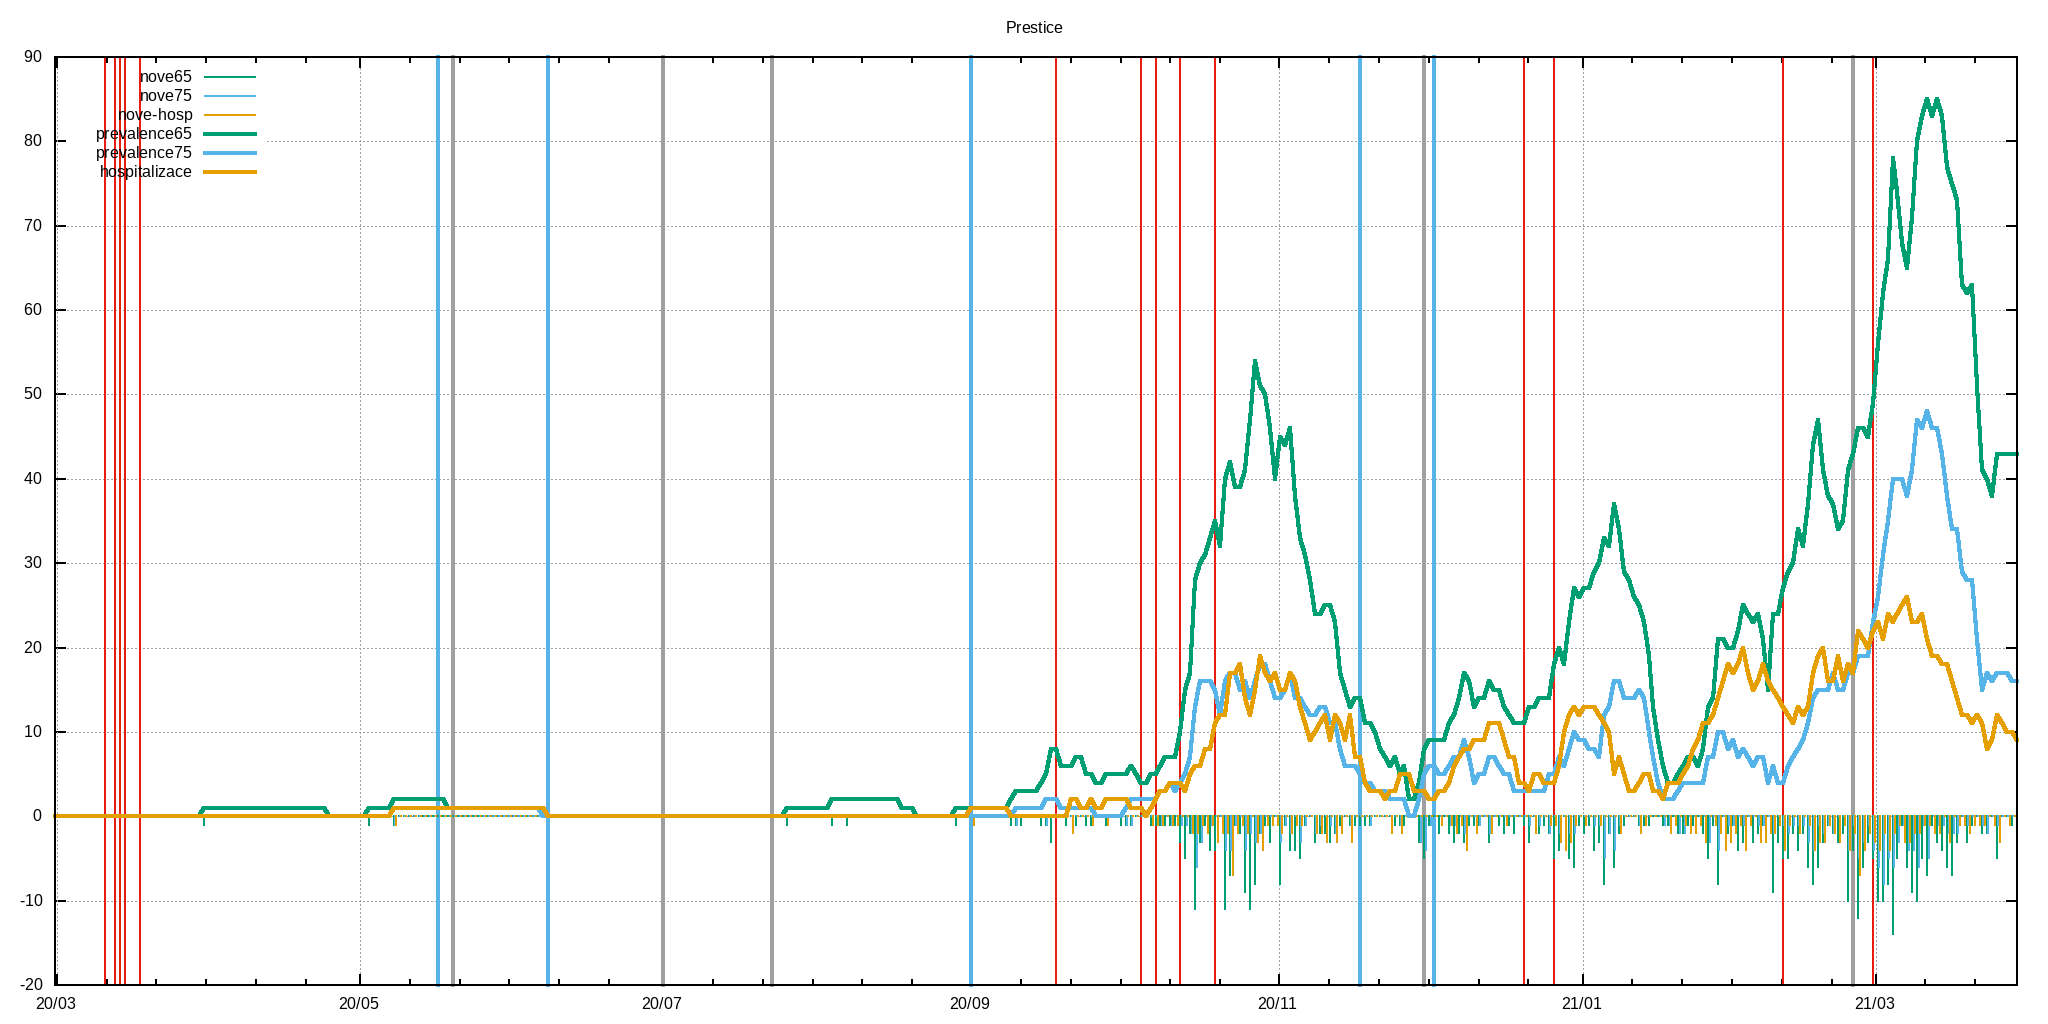 Prestice
90
80
70
60
50
40
30
20
10
0
-10
-20
nove65
nove75
nove-hosp
prevalence65
prevalence75
hospitalizace
20/03 20/05 20/07 20/09 20/11 21/01 21/03